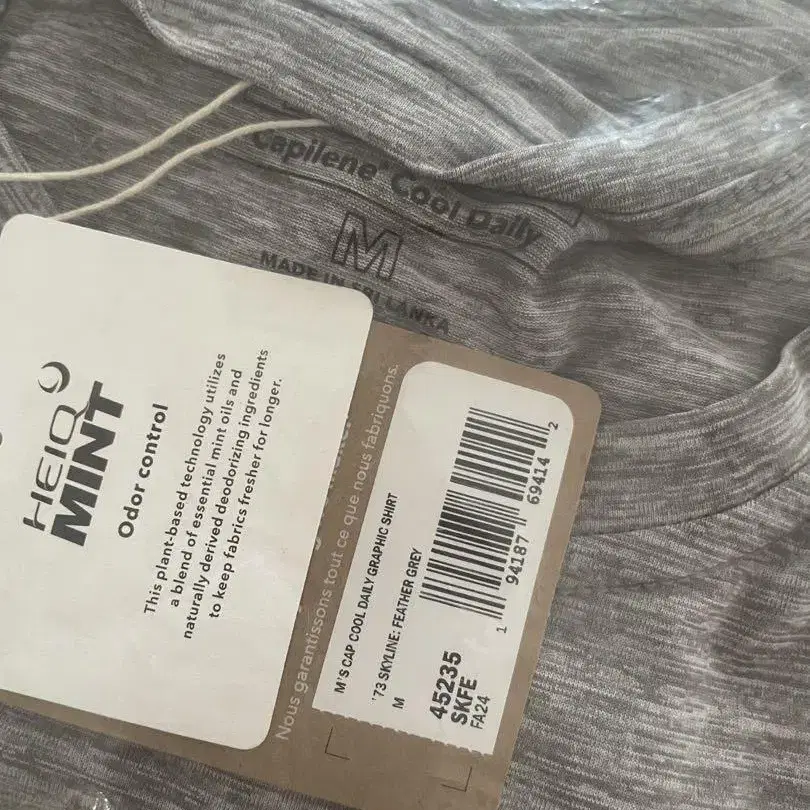 Capilene® Cool Daily
M
MADE IN SRI LANKA
HEIQ
MINT
Odor control
This plant-based technology utilizes
a blend of essential mint oils and
naturally derived deodorizing ingredients
to keep fabrics fresher for longer.
Nous garantissons tout ce que nous fabriquons.
M'S CAP COOL DAILY GRAPHIC SHIRT
'73 SKYLINE: FEATHER GREY
M
1 94187 69414 2
45235
SKFE
FA24